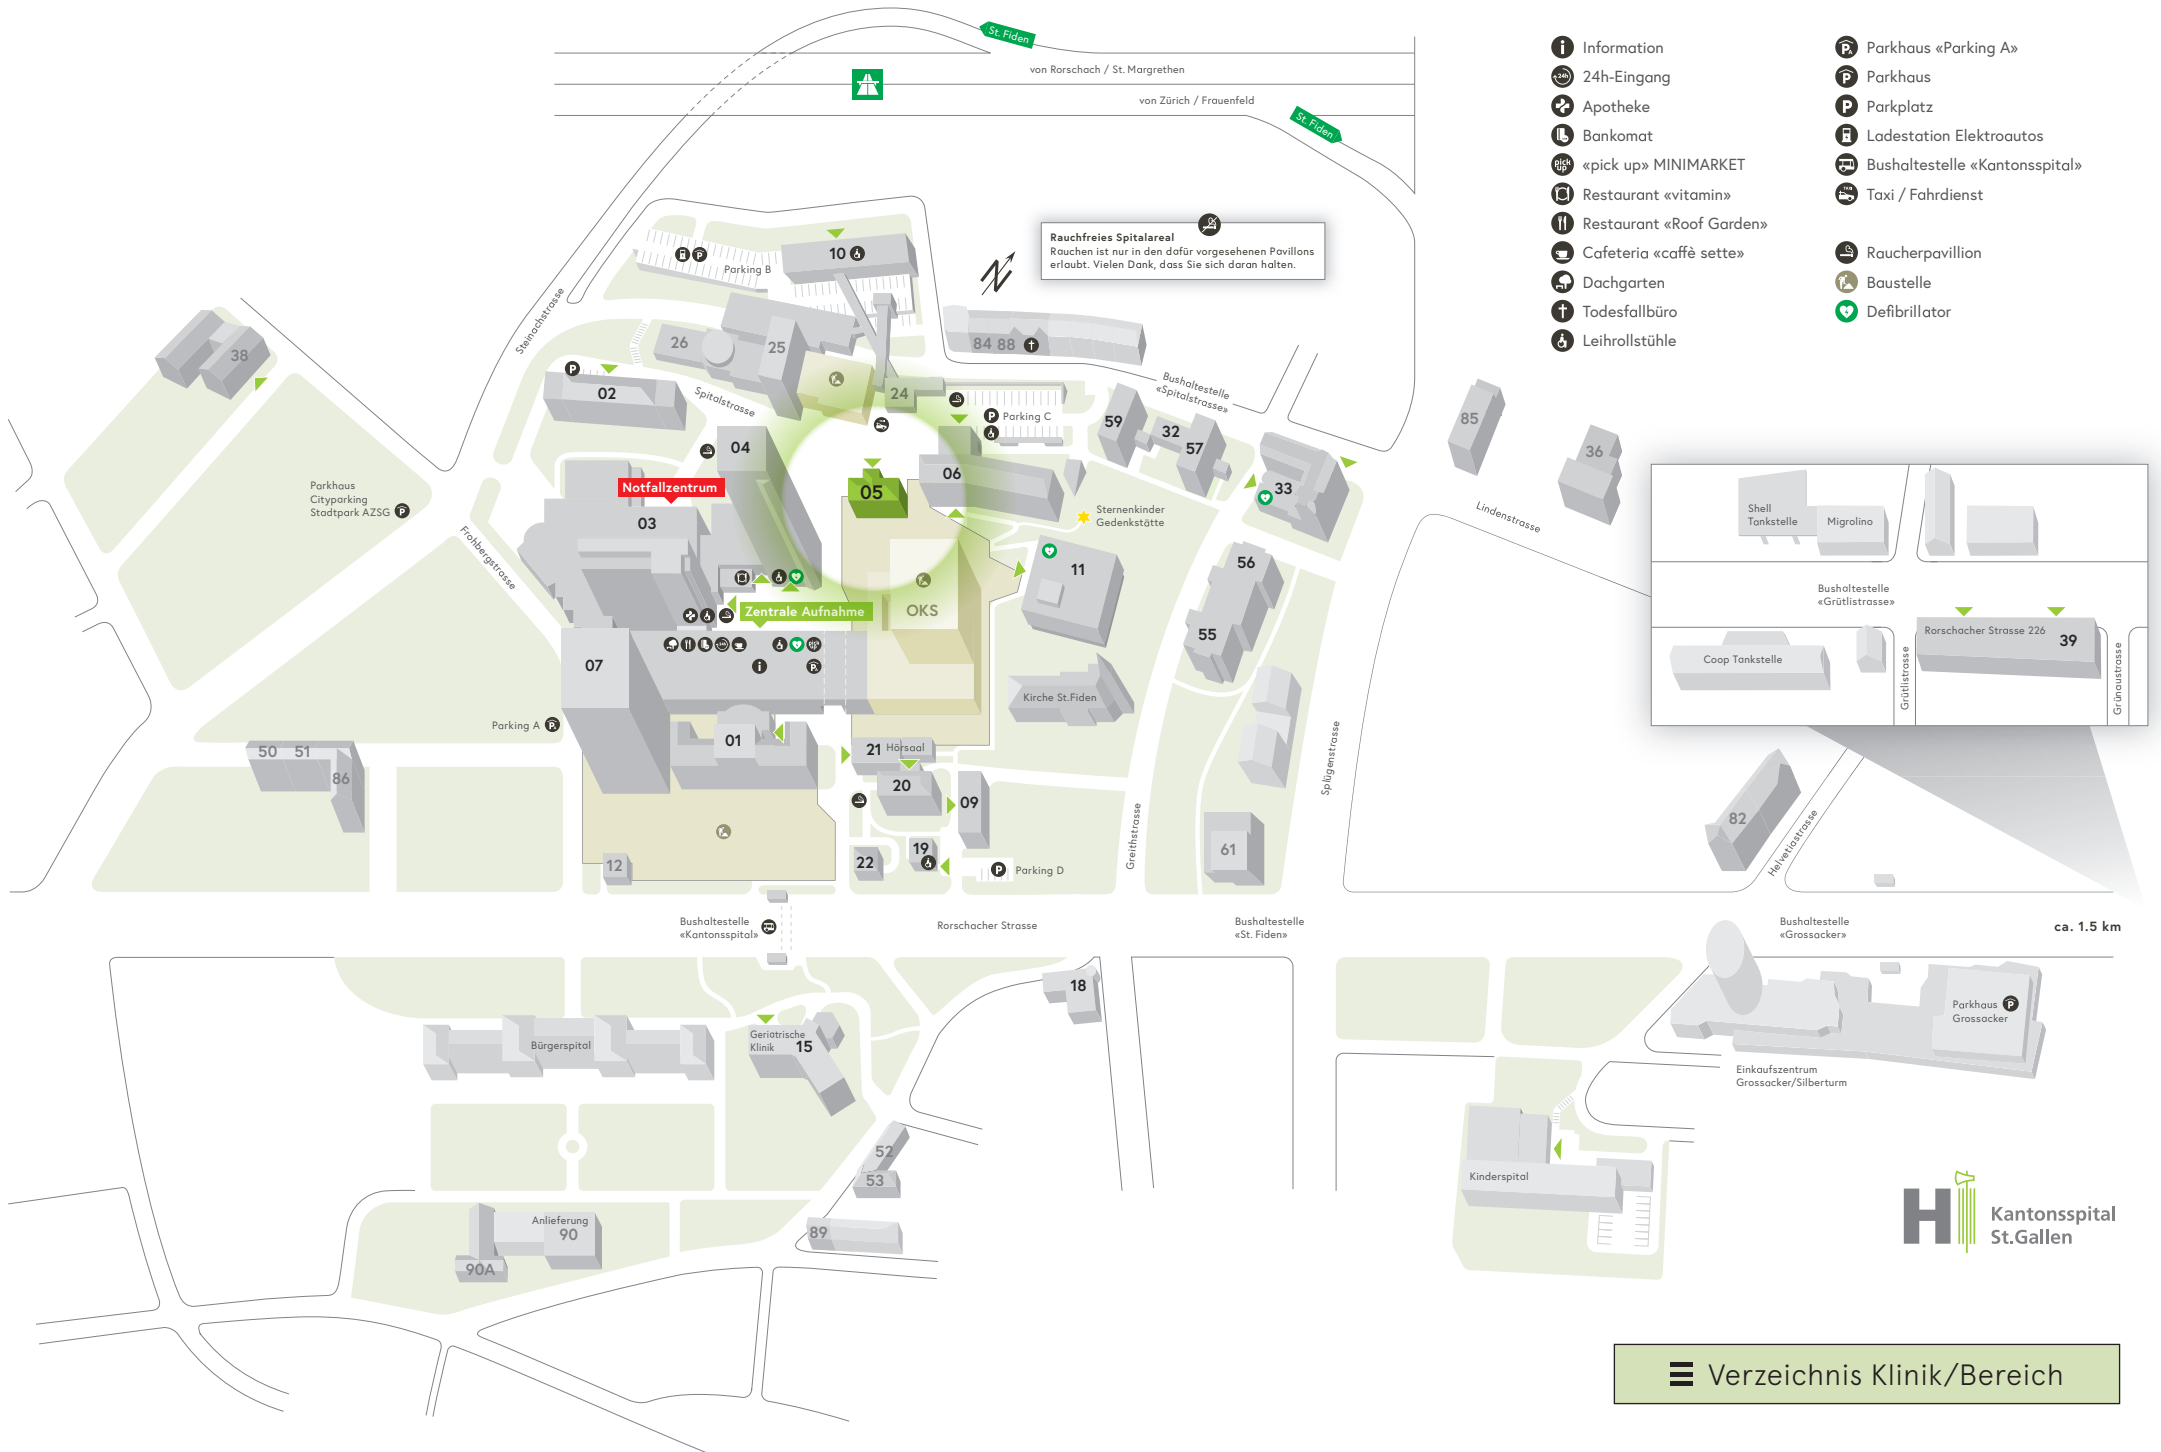 St. Fiden
von Rorschach / St. Margrethen
von Zürich / Frauenfeld
St. Fiden
Information
24h-Eingang
Apotheke
Bankomat
«pick up» MINIMARKET
Restaurant «vitamin»
Restaurant «Roof Garden»
Cafeteria «caffè sette»
Dachgarten
Todesfallbüro
Leihrollstühle
Parkhaus «Parking A»
Parkhaus
Parkplatz
Ladestation Elektroautos
Bushaltestelle «Kantonsspital»
Taxi / Fahrdienst
Raucherpavillion
Baustelle
Defibrillator
Rauchfreies Spitalareal
Rauchen ist nur in den dafür vorgesehenen Pavillons
erlaubt. Vielen Dank, dass Sie sich daran halten.
N
10
Parking B
Steinachstrasse
38
26
25
84 88
02
Spitalstrasse
24
Bushaltestelle
«Spitalstrasse»
Parking C
59
32
57
85
36
04
06
05
33
Notfallzentrum
03
Parkhaus
Cityparking
Stadtpark AZSG
Frohbergstrasse
Sternenkinder
Gedenkstätte
Lindenstrasse
11
56
55
OKS
Zentrale Aufnahme
07
Kirche St.Fiden
Parking A
01
21 Hörsaal
20
09
50 51
86
12
22
19
Parking D
Greithstrasse
Splügenstrasse
61
82
Helvetiastrasse
Shell
Tankstelle
Migrolino
Bushaltestelle
«Grütlistrasse»
Rorschacher Strasse 226
39
Coop Tankstelle
Grütlistrasse
Grünaustrasse
Bushaltestelle
«Kantonsspital»
Rorschacher Strasse
Bushaltestelle
«St. Fiden»
Bushaltestelle
«Grossacker»
ca. 1.5 km
18
Bürgerspital
Geriatrische
Klinik
15
Parkhaus
Grossacker
Einkaufszentrum
Grossacker/Silberturm
52
53
89
Anlieferung
90
90A
Kinderspital
Kantonsspital
St.Gallen
Verzeichnis Klinik/Bereich